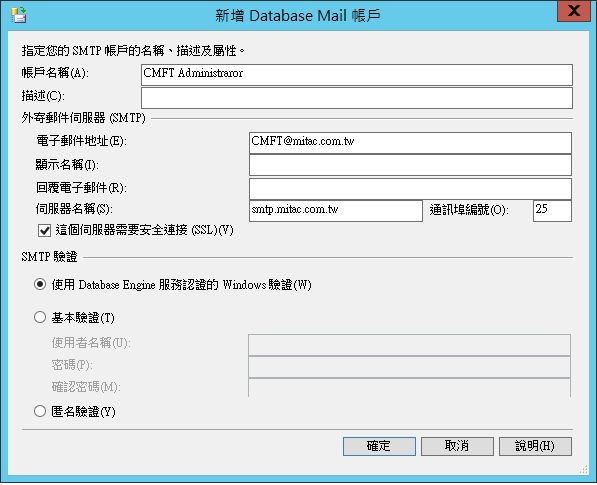 新增 Database Mail 帳戶
指定您的 SMTP 帳戶的名稱、描述及屬性。
帳戶名稱(A): CMFT Administraror
描述(C):
外寄郵件伺服器 (SMTP)
電子郵件地址(E): CMFT@mitac.com.tw
顯示名稱(I):
回覆電子郵件(R):
伺服器名稱(S): smtp.mitac.com.tw 通訊埠編號(O): 25
這個伺服器需要安全連接 (SSL)(V)
SMTP 驗證
使用 Database Engine 服務認證的 Windows 驗證(W)
基本驗證(T)
使用者名稱(U):
密碼(P):
確認密碼(M):
匿名驗證(Y)
確定 取消 說明(H)